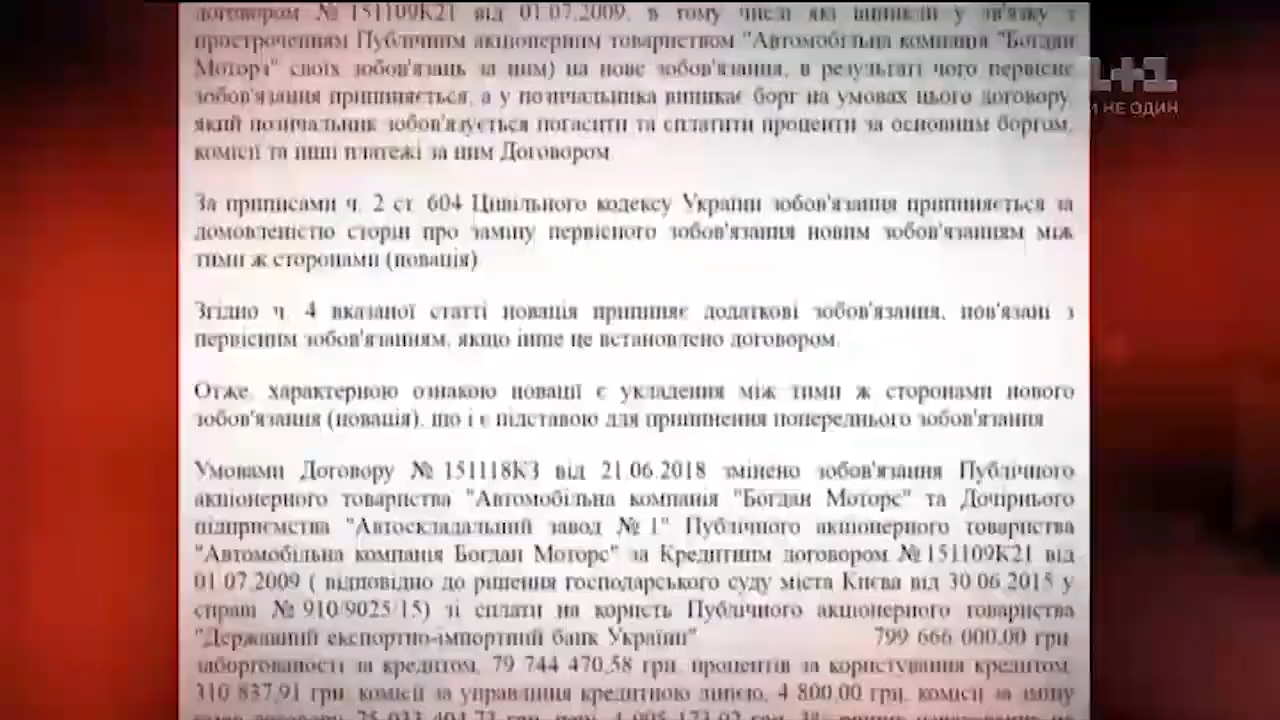 договором № 151109К21 від 01.07.2009, в тому числі які виникли у зв'язку з
простроченням Публічним акціонерним товариством "Автомобільна компанія "Богдан
Моторз" своїх зобов'язань за ним) на нове зобов'язання, в результаті чого первісне
зобов'язання припиняється, а у позичальника виникає борг на умовах цього договору,
який позичальник зобов'язується погасити та сплатити проценти за основним боргом,
комісії та інші платежі за цим Договором
За приписами ч. 2 ст. 604 Цивільного кодексу України зобов'язання припиняється за
домовленістю сторін про заміну первісного зобов'язання новим зобов'язанням між
тими ж сторонами (новація)
Згідно ч. 4 вказаної статті новація припиняє додаткові зобов'язання, пов'язані з
первісним зобов'язанням, якщо інше не встановлено договором.
Отже, характерною ознакою новації є укладення між тими ж сторонами нового
зобов'язання (новація), що і є підставою для припинення попереднього зобов'язання
Умовами Договору № 151118К3 від 21.06.2018 змінено зобов'язання Публічного
акціонерного товариства "Автомобільна компанія "Богдан Моторс" та Дочірнього
підприємства "Автоскладальний завод № 1" Публічного акціонерного товариства
"Автомобільна компанія Богдан Моторс" за Кредитним договором № 151109К21 від
01.07.2009 ( відповідно до рішення господарського суду міста Києва від 30.06.2015 у
справі № 910/9025/15) зі сплати на користь Публічного акціонерного товариства
"Державний експортно-імпортний банк України" 799 666 000,00 грн.
заборгованості за кредитом, 79 744 470,58 грн. процентів за користування кредитом,
310 837,91 грн. комісії за управління кредитною лінією, 4 800,00 грн. комісії за зміну
1+1
И НЕ ОДИН